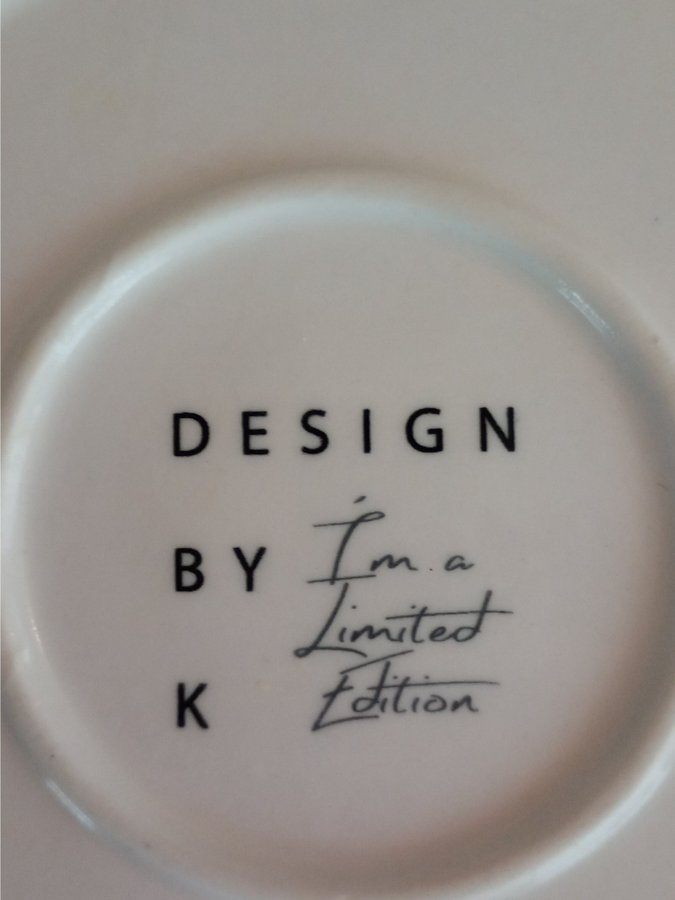 DESIGN
BY
K
I'm a
Limited
Edition